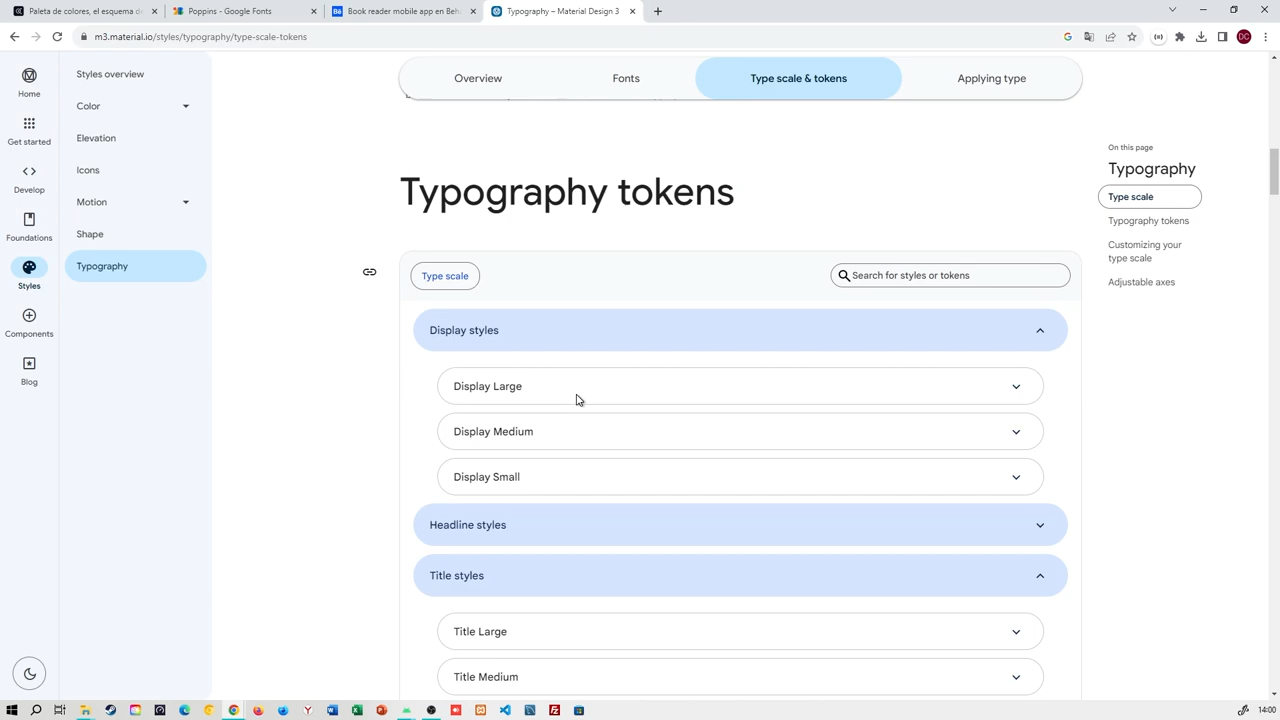 Paleta de colores, el esquema d
Poppins - Google Fonts
Book reader mobile app en Beh
Typography – Material Design 3
m3.material.io/styles/typography/type-scale-tokens
DC
Home
Get started
Develop
Foundations
Styles
Components
Blog
Styles overview
Color
Elevation
Icons
Motion
Shape
Typography
Overview
Fonts
Type scale & tokens
Applying type
Typography tokens
Type scale
Search for styles or tokens
Display styles
Display Large
Display Medium
Display Small
Headline styles
Title styles
Title Large
Title Medium
On this page
Typography
Type scale
Typography tokens
Customizing your
type scale
Adjustable axes
14:00